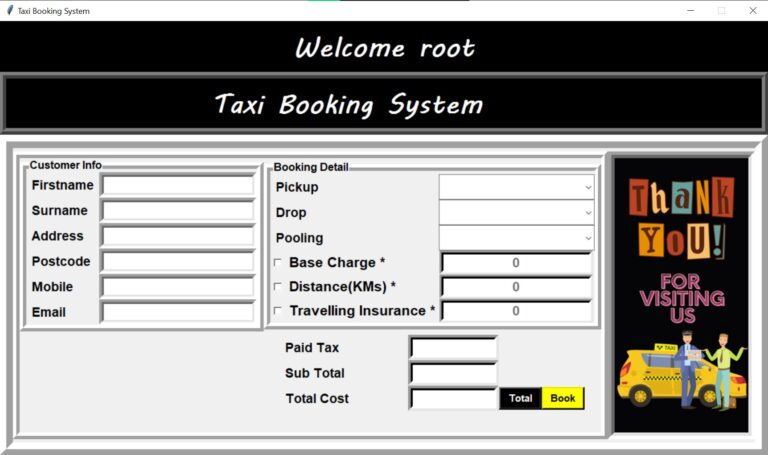 Taxi Booking System
Welcome root
Taxi Booking System
Customer Info
Firstname
Surname
Address
Postcode
Mobile
Email
Booking Detail
Pickup
Drop
Pooling
Base Charge * 0
Distance(KMs) * 0
Travelling Insurance * 0
Paid Tax
Sub Total
Total Cost Total Book
THaNK
YOU!
FOR
VISITING
US
TAXI